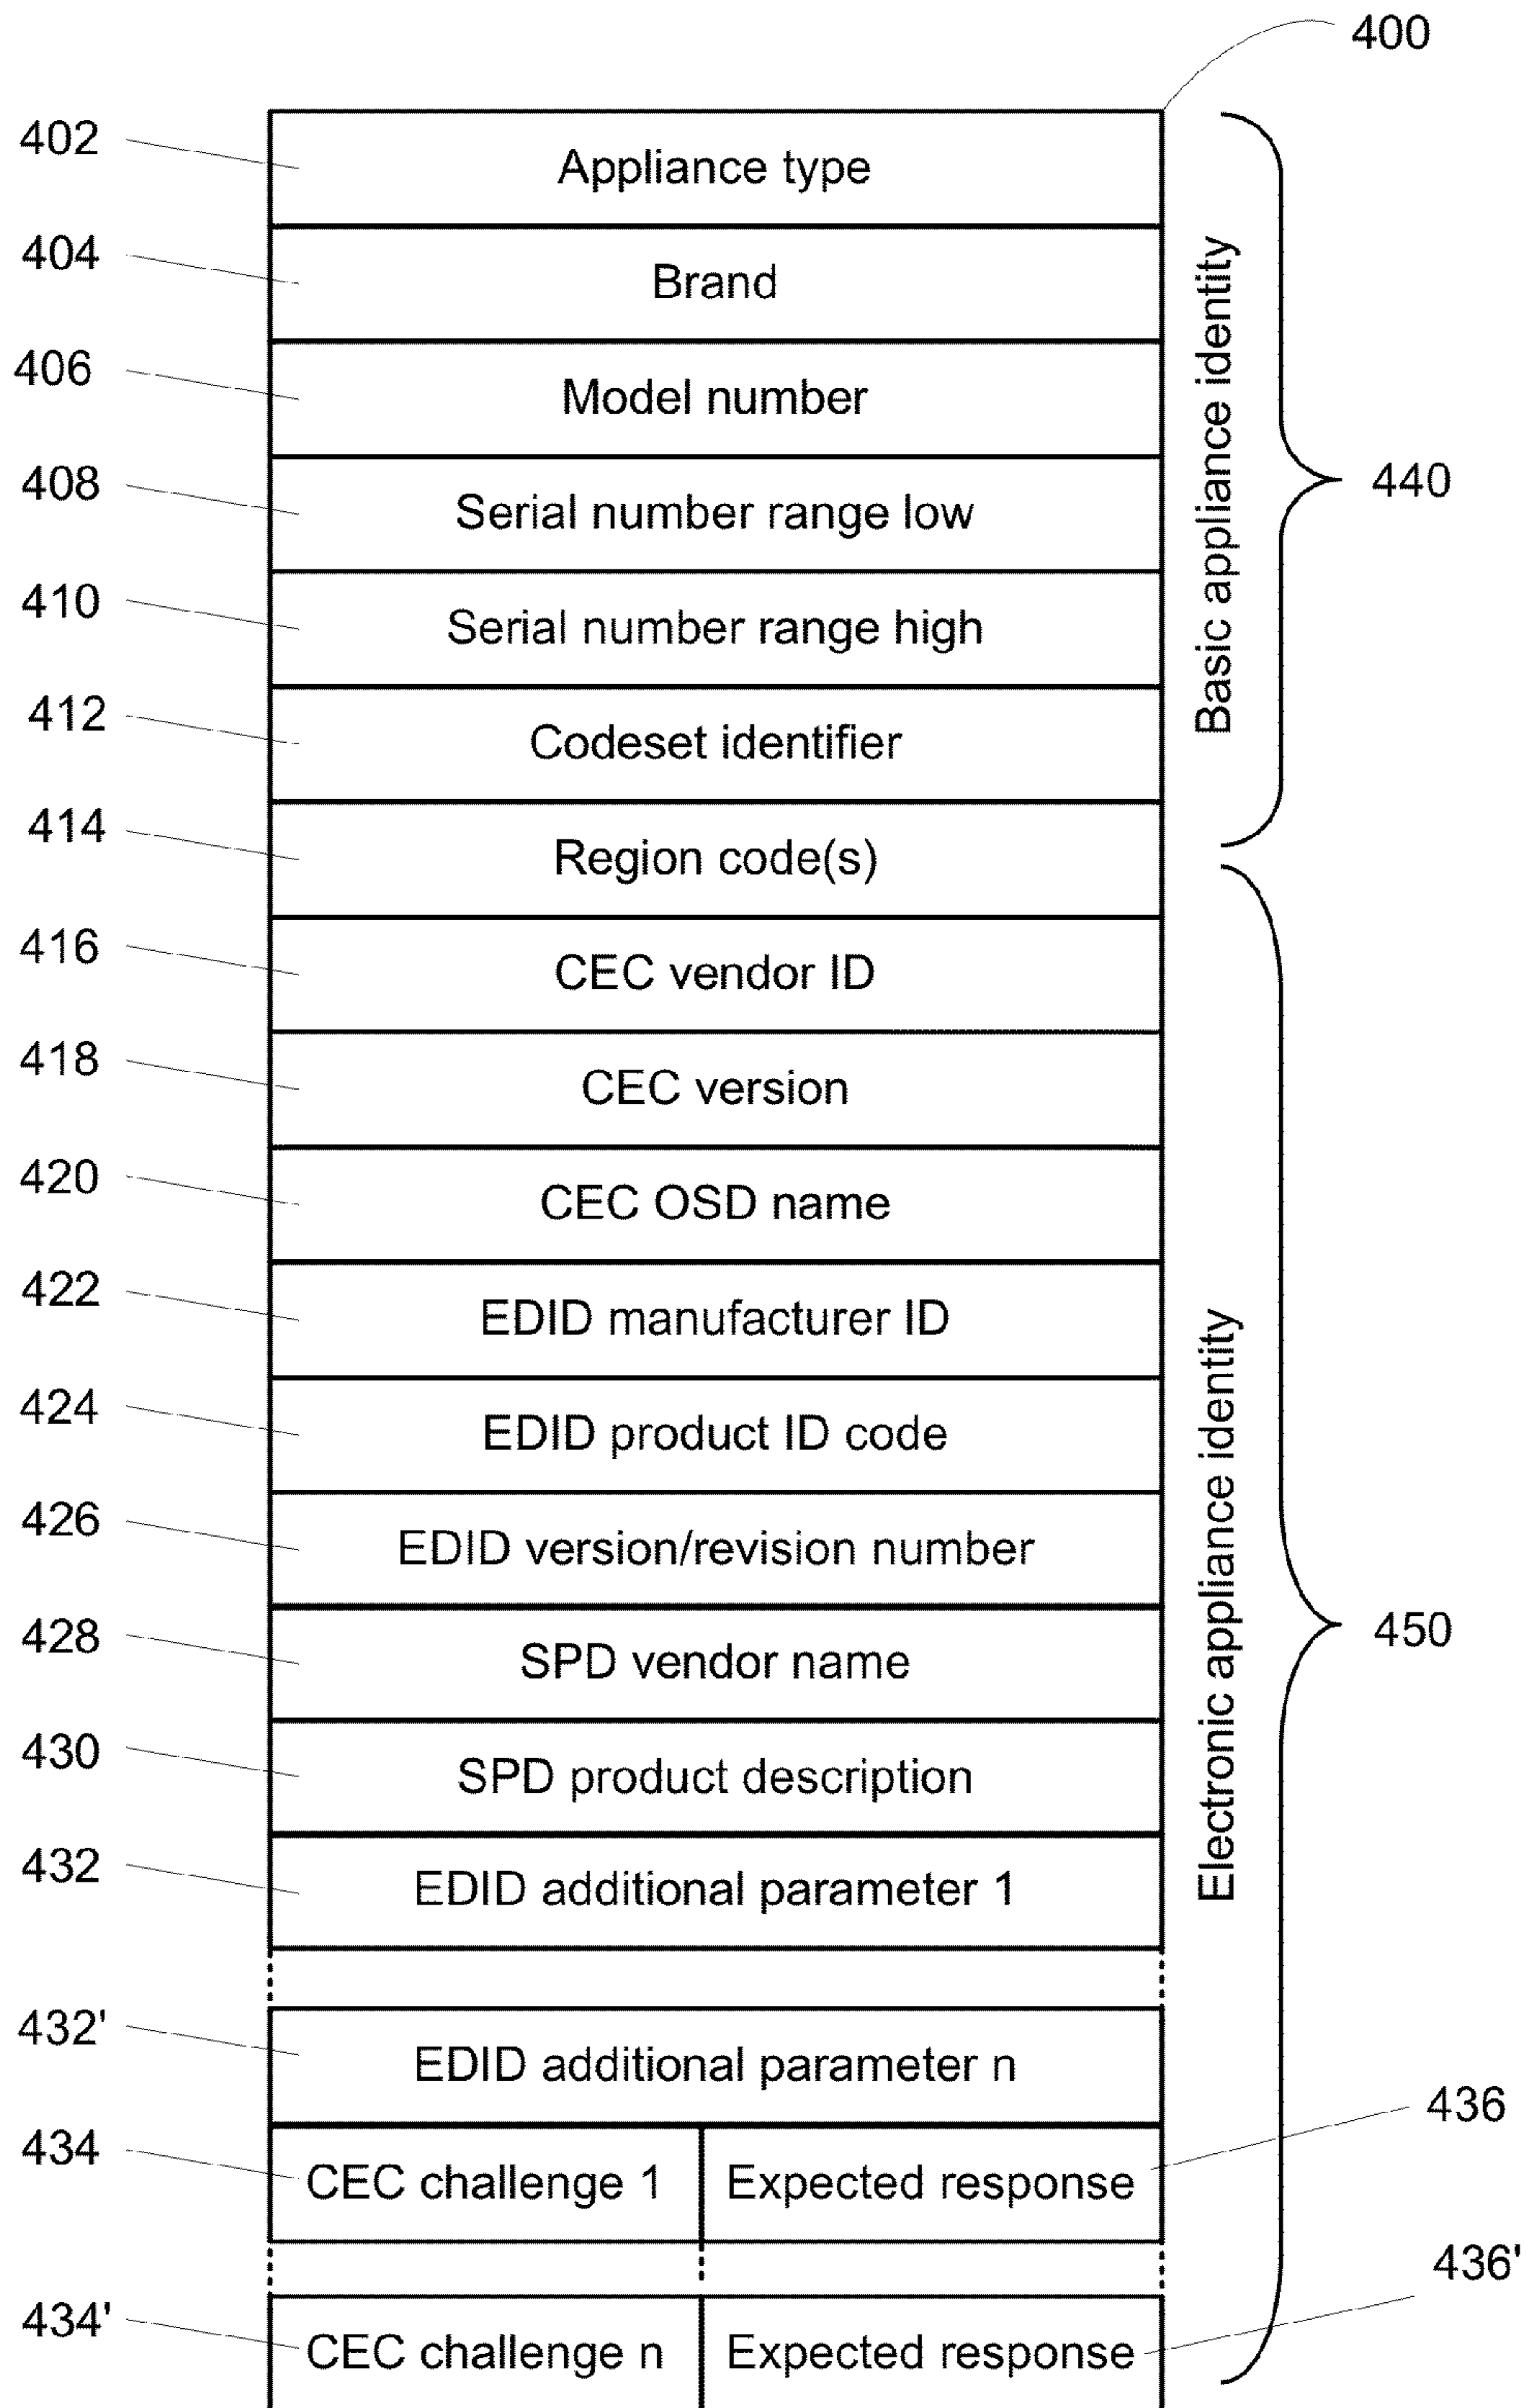 400
402 Appliance type
404 Brand
406 Model number
408 Serial number range low
410 Serial number range high
412 Codeset identifier
414 Region code(s)
Basic appliance identity
440
416 CEC vendor ID
418 CEC version
420 CEC OSD name
422 EDID manufacturer ID
424 EDID product ID code
426 EDID version/revision number
428 SPD vendor name
430 SPD product description
432 EDID additional parameter 1
432' EDID additional parameter n
434 CEC challenge 1 Expected response 436
434' CEC challenge n Expected response 436'
Electronic appliance identity
450